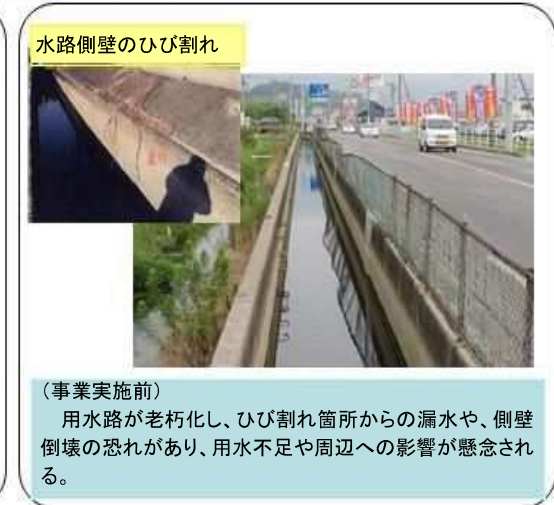 水路側壁のひび割れ
（事業実施前）
　用水路が老朽化し、ひび割れ箇所からの漏水や、側壁
倒壊の恐れがあり、用水不足や周辺への影響が懸念され
る。